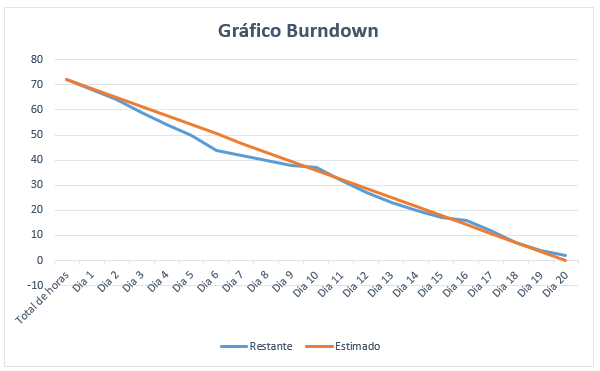 Gráfico Burndown
80
70
60
50
40
30
20
10
0
-10
Total de horas
Dia 1
Dia 2
Dia 3
Dia 4
Dia 5
Dia 6
Dia 7
Dia 8
Dia 9
Dia 10
Dia 11
Dia 12
Dia 13
Dia 14
Dia 15
Dia 16
Dia 17
Dia 18
Dia 19
Dia 20
Restante
Estimado